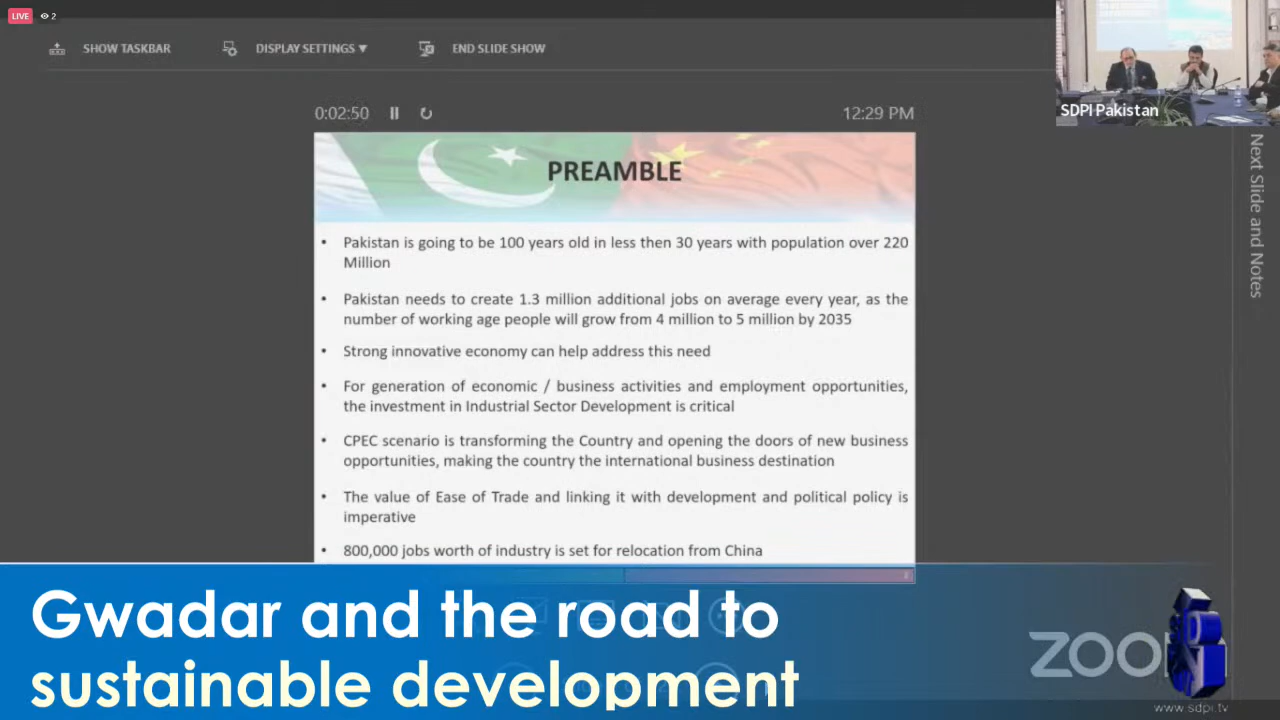 LIVE 2
SHOW TASKBAR DISPLAY SETTINGS ▼ END SLIDE SHOW
SDPI Pakistan
0:02:50 12:29 PM
Next Slide and Notes
PREAMBLE
• Pakistan is going to be 100 years old in less then 30 years with population over 220
Million
• Pakistan needs to create 1.3 million additional jobs on average every year, as the
number of working age people will grow from 4 million to 5 million by 2035
• Strong innovative economy can help address this need
• For generation of economic / business activities and employment opportunities,
the investment in Industrial Sector Development is critical
• CPEC scenario is transforming the Country and opening the doors of new business
opportunities, making the country the international business destination
• The value of Ease of Trade and linking it with development and political policy is
imperative
• 800,000 jobs worth of industry is set for relocation from China
Gwadar and the road to
sustainable development
www.sdpi.tv